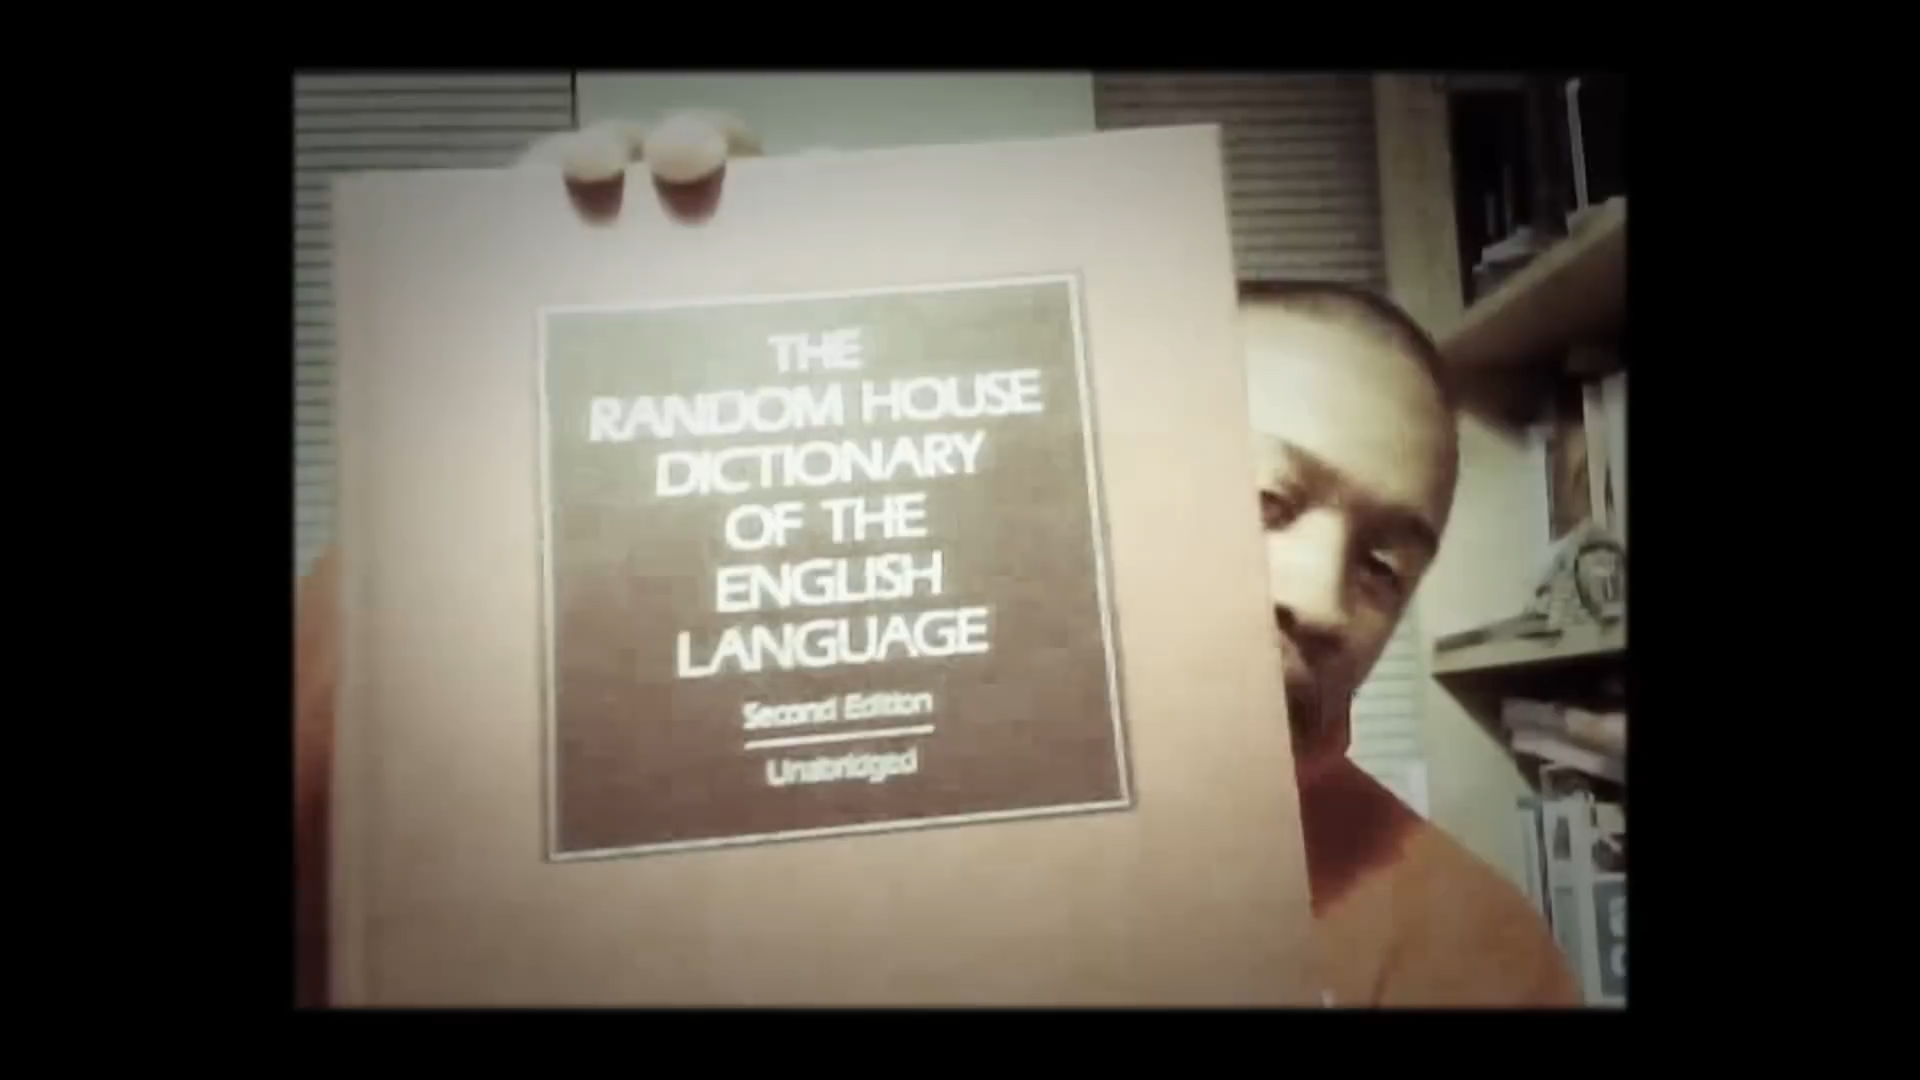 THE
RANDOM HOUSE
DICTIONARY
OF THE
ENGLISH
LANGUAGE
Second Edition
Unabridged